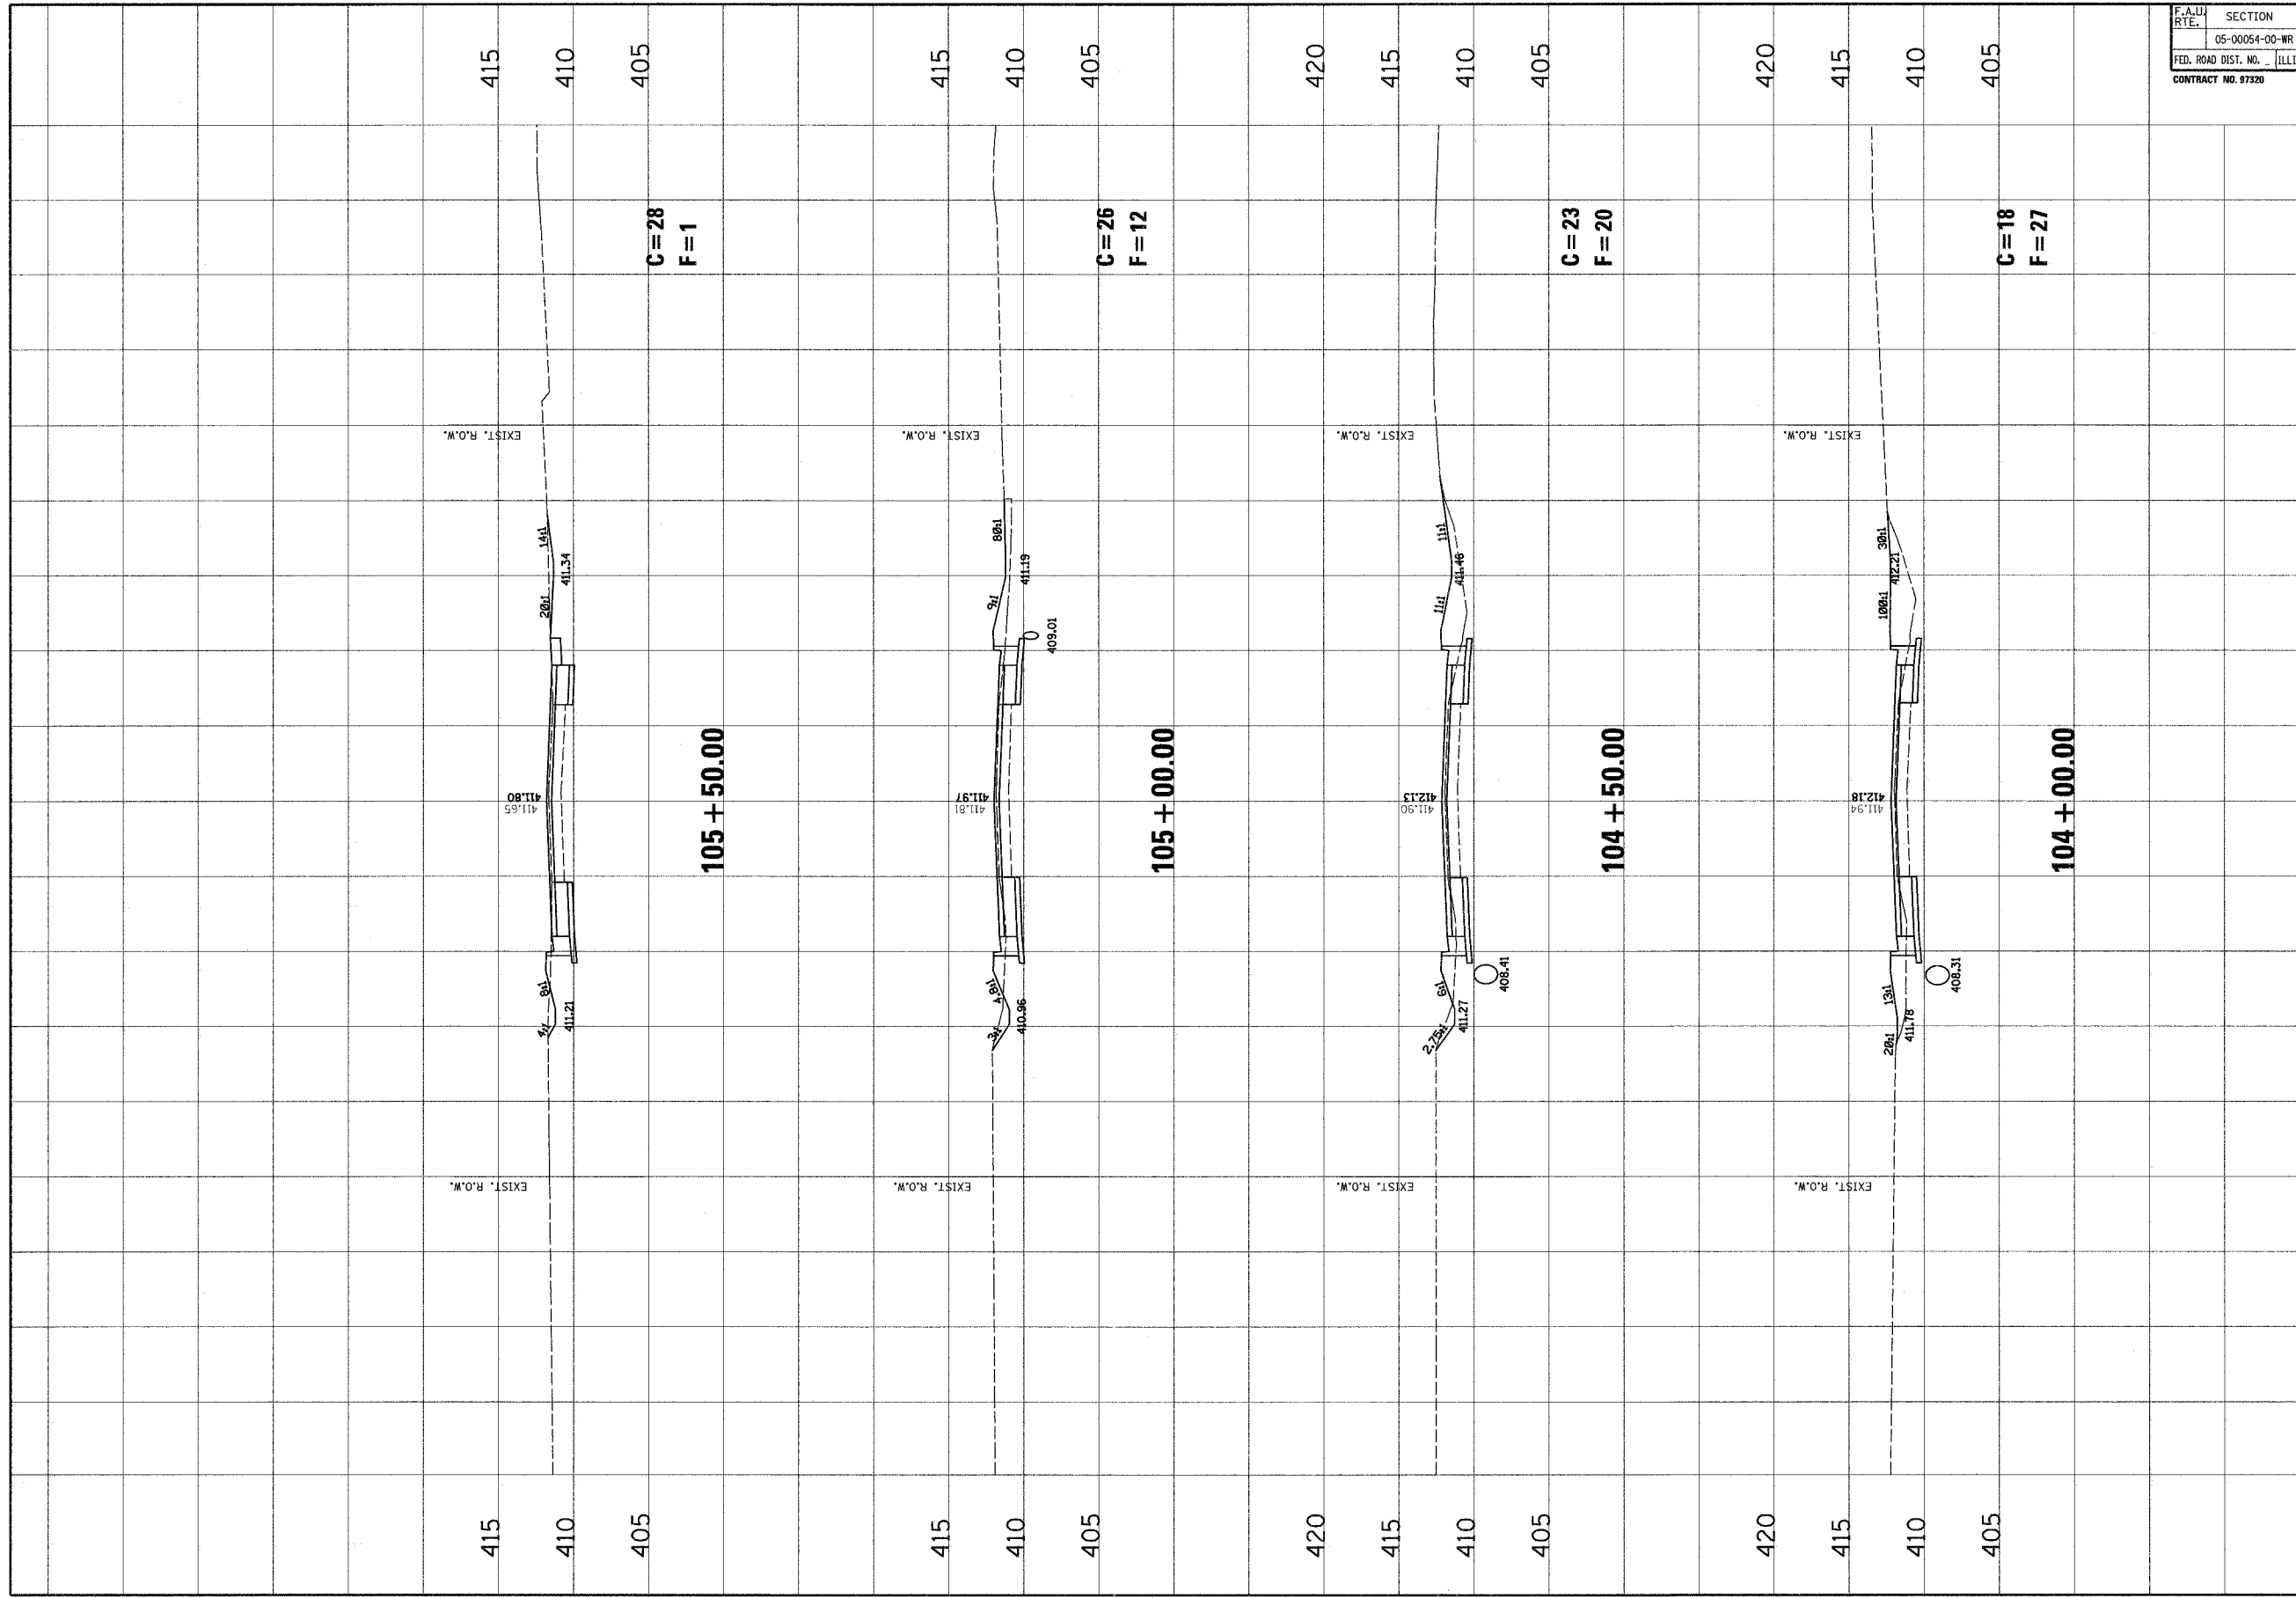 F.A.U. RTE. SECTION
05-00054-00-WR
FED. ROAD DIST. NO. _ ILLI
CONTRACT NO. 97320
415 410 405
C = 28
F = 1
EXIST. R.O.W.
14:1
411.34
20:1
411.80
411.65
105 + 50.00
8:1
411.21
4:1
EXIST. R.O.W.
415 410 405
415 410 405
C = 26
F = 12
EXIST. R.O.W.
80:1
411.19
9:1
409.01
411.97
411.81
105 + 00.00
4.8:1
410.96
3:1
EXIST. R.O.W.
415 410 405
420 415 410 405
C = 23
F = 20
EXIST. R.O.W.
11:1
411.46
11:1
412.13
411.90
104 + 50.00
6:1
408.41
411.27
2.75:1
EXIST. R.O.W.
420 415 410 405
420 415 410 405
C = 18
F = 27
EXIST. R.O.W.
30:1
412.21
100:1
412.18
411.94
104 + 00.00
13:1
408.31
411.78
20:1
EXIST. R.O.W.
420 415 410 405